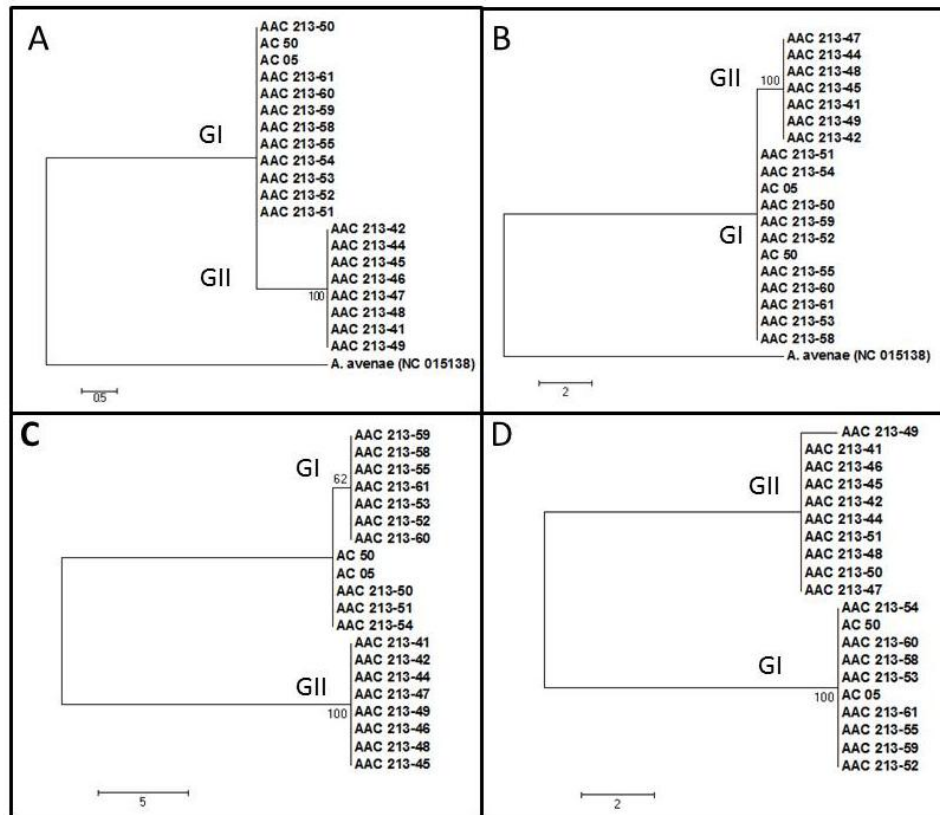 A
AAC 213-50
AC 50
AC 05
AAC 213-61
AAC 213-60
AAC 213-59
AAC 213-58
AAC 213-55
AAC 213-54
AAC 213-53
AAC 213-52
AAC 213-51
GI
AAC 213-42
AAC 213-44
AAC 213-45
AAC 213-46
AAC 213-47
AAC 213-48
AAC 213-41
AAC 213-49
GII
100
A. avenae (NC 015138)
0.5
B
AAC 213-47
AAC 213-44
AAC 213-48
AAC 213-45
AAC 213-41
AAC 213-49
AAC 213-42
GII
100
AAC 213-51
AAC 213-54
AC 05
AAC 213-50
AAC 213-59
AAC 213-52
AC 50
AAC 213-55
AAC 213-60
AAC 213-61
AAC 213-53
AAC 213-58
GI
A. avenae (NC 015138)
2
C
AAC 213-59
AAC 213-58
AAC 213-55
AAC 213-61
AAC 213-53
AAC 213-52
AAC 213-60
GI
62
AC 50
AC 05
AAC 213-50
AAC 213-51
AAC 213-54
AAC 213-41
AAC 213-42
AAC 213-44
AAC 213-47
AAC 213-49
AAC 213-46
AAC 213-48
AAC 213-45
GII
100
5
D
AAC 213-49
AAC 213-41
AAC 213-46
AAC 213-45
AAC 213-42
AAC 213-44
AAC 213-51
AAC 213-48
AAC 213-50
AAC 213-47
GII
AAC 213-54
AC 50
AAC 213-60
AAC 213-58
AAC 213-53
AC 05
AAC 213-61
AAC 213-55
AAC 213-59
AAC 213-52
GI
100
2